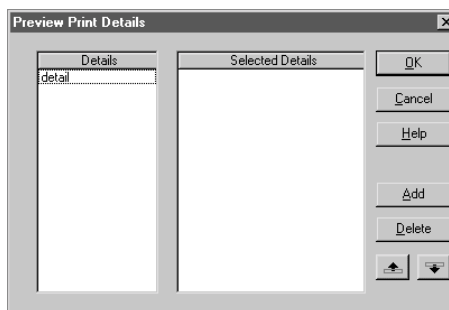 Preview Print Details
Details
Selected Details
detail
OK
Cancel
Help
Add
Delete